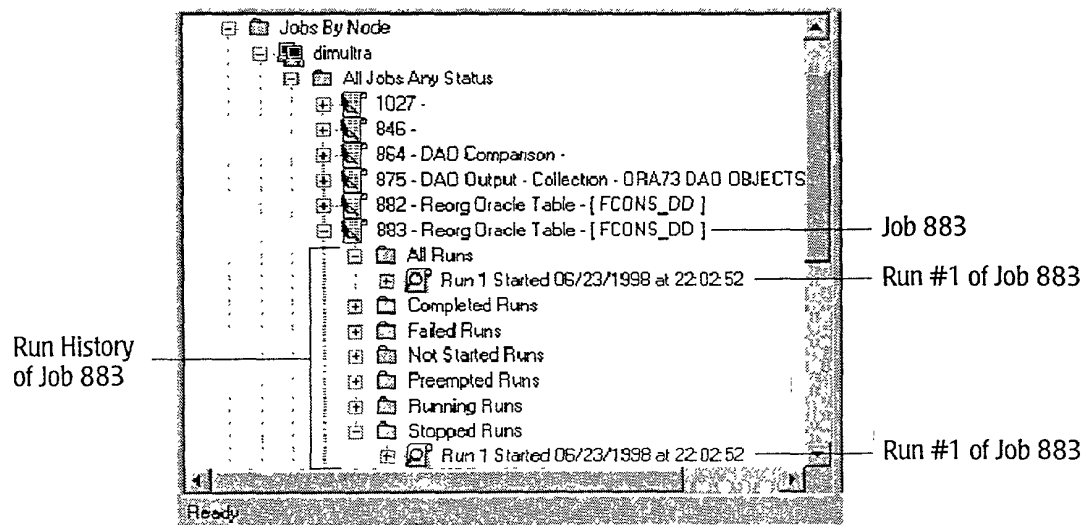 Jobs By Node
dimultra
All Jobs Any Status
1027 -
846 -
864 - DAO Comparison -
875 - DAO Output - Collection - ORA73 DAO OBJECTS
882 - Reorg Oracle Table - [ FCONS_DD ]
883 - Reorg Oracle Table - [ FCONS_DD ]
Job 883
All Runs
Run 1 Started 06/23/1998 at 22:02:52
Run #1 of Job 883
Completed Runs
Failed Runs
Not Started Runs
Run History
of Job 883
Preempted Runs
Running Runs
Stopped Runs
Run 1 Started 06/23/1998 at 22:02:52
Run #1 of Job 883
Ready